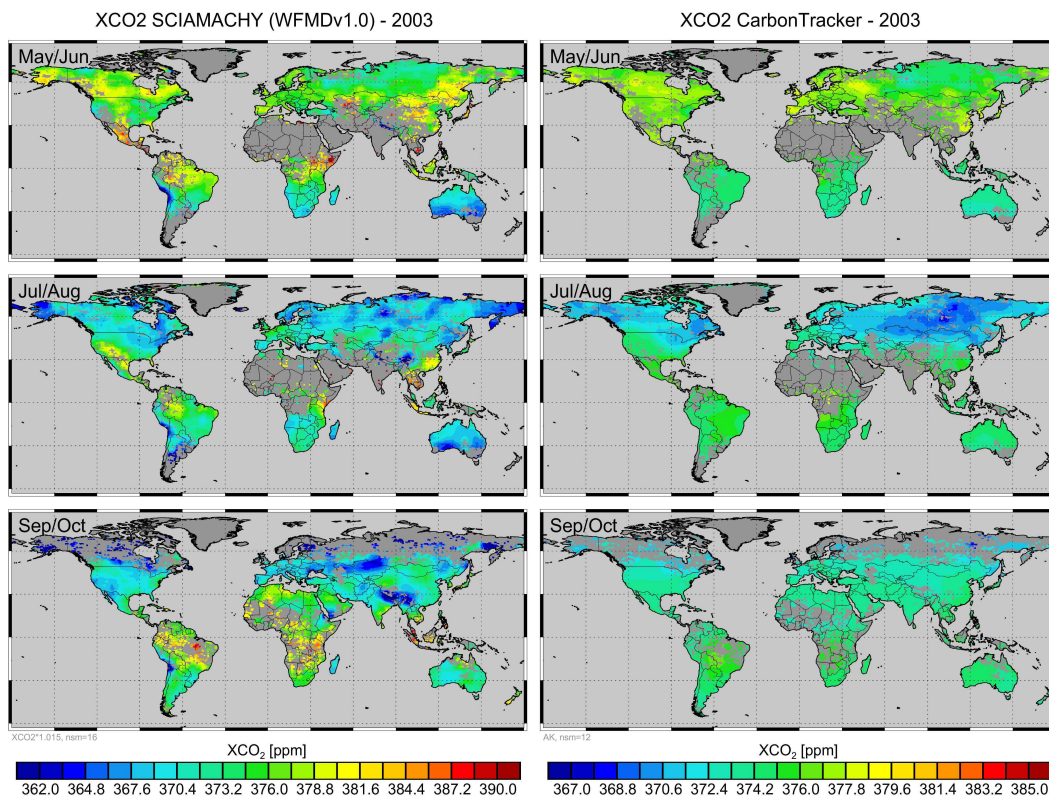 XCO2 SCIAMACHY (WFMDv1.0) - 2003
XCO2 CarbonTracker - 2003
May/Jun
May/Jun
Jul/Aug
Jul/Aug
Sep/Oct
Sep/Oct
XCO2*1.015, nsm=16
AK, nsm=12
XCO₂ [ppm]
XCO₂ [ppm]
362.0 364.8 367.6 370.4 373.2 376.0 378.8 381.6 384.4 387.2 390.0
367.0 368.8 370.6 372.4 374.2 376.0 377.8 379.6 381.4 383.2 385.0